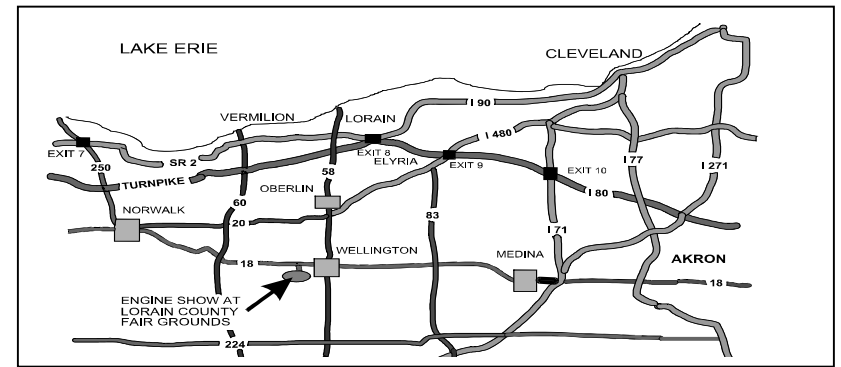 LAKE ERIE
CLEVELAND
I 90
VERMILION
LORAIN
I 480
EXIT 7
SR 2
EXIT 8
ELYRIA
EXIT 9
EXIT 10
I 77
I 271
250
TURNPIKE
58
OBERLIN
60
I 80
NORWALK
20
83
I 71
WELLINGTON
MEDINA
AKRON
18
18
ENGINE SHOW AT
LORAIN COUNTY
FAIR GROUNDS
224